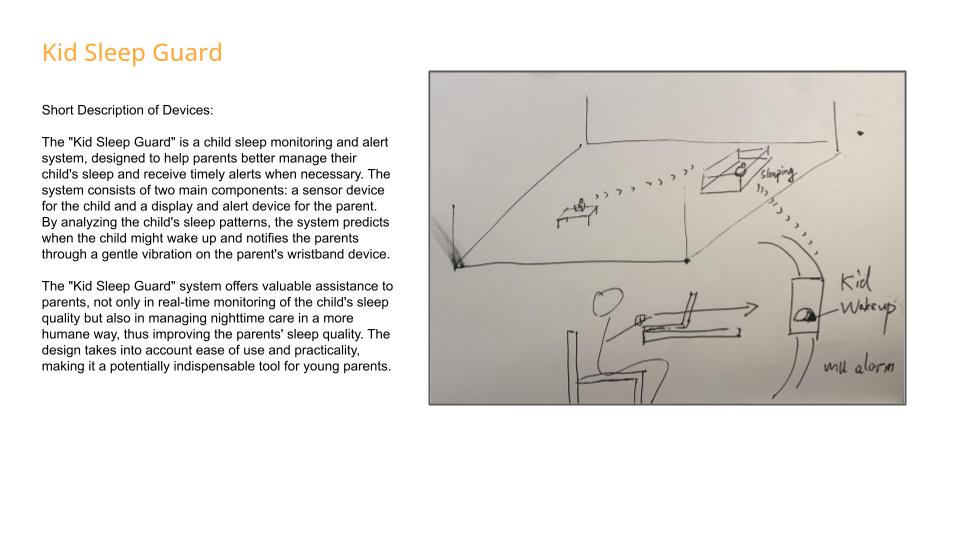 Kid Sleep Guard
Short Description of Devices:
The "Kid Sleep Guard" is a child sleep monitoring and alert
system, designed to help parents better manage their
child's sleep and receive timely alerts when necessary. The
system consists of two main components: a sensor device
for the child and a display and alert device for the parent.
By analyzing the child's sleep patterns, the system predicts
when the child might wake up and notifies the parents
through a gentle vibration on the parent's wristband device.
The "Kid Sleep Guard" system offers valuable assistance to
parents, not only in real-time monitoring of the child's sleep
quality but also in managing nighttime care in a more
humane way, thus improving the parents' sleep quality. The
design takes into account ease of use and practicality,
making it a potentially indispensable tool for young parents.
sleeping
Kid
Wakeup
alarm